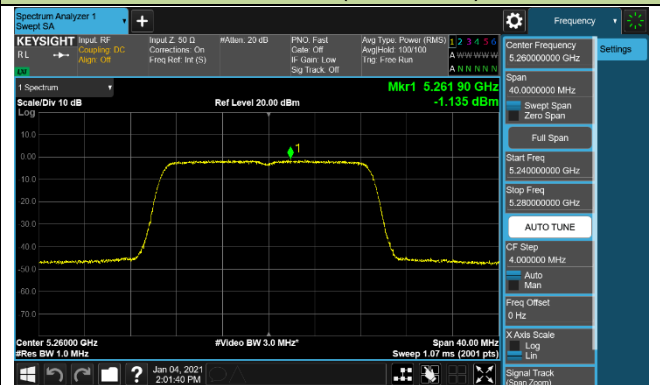 Spectrum Analyzer 1
Swept SA
+
Frequency
KEYSIGHT
RL
Input: RF
Coupling: DC
Align: Off
Input Z: 50 Ω
Corrections: On
Freq Ref: Int (S)
#Atten: 20 dB
PNO: Fast
Gate: Off
IF Gain: Low
Sig Track: Off
Avg Type: Power (RMS)
Avg|Hold: 100/100
Trig: Free Run
1 2 3 4 5 6
A W W W W W
A N N N N N
LXI
1 Spectrum
Scale/Div 10 dB
Ref Level 20.00 dBm
Mkr1 5.261 90 GHz
-1.135 dBm
Log
10.0
0.00
-10.0
-20.0
-30.0
-40.0
-50.0
-60.0
-70.0
1
Center 5.26000 GHz
#Res BW 1.0 MHz
#Video BW 3.0 MHz*
Span 40.00 MHz
Sweep 1.07 ms (2001 pts)
?
Jan 04, 2021
2:01:40 PM
Center Frequency
5.260000000 GHz
Span
40.0000000 MHz
Swept Span
Zero Span
Full Span
Start Freq
5.240000000 GHz
Stop Freq
5.280000000 GHz
AUTO TUNE
CF Step
4.000000 MHz
Auto
Man
Freq Offset
0 Hz
X Axis Scale
Log
Lin
Signal Track
(Span Zoom)
Settings